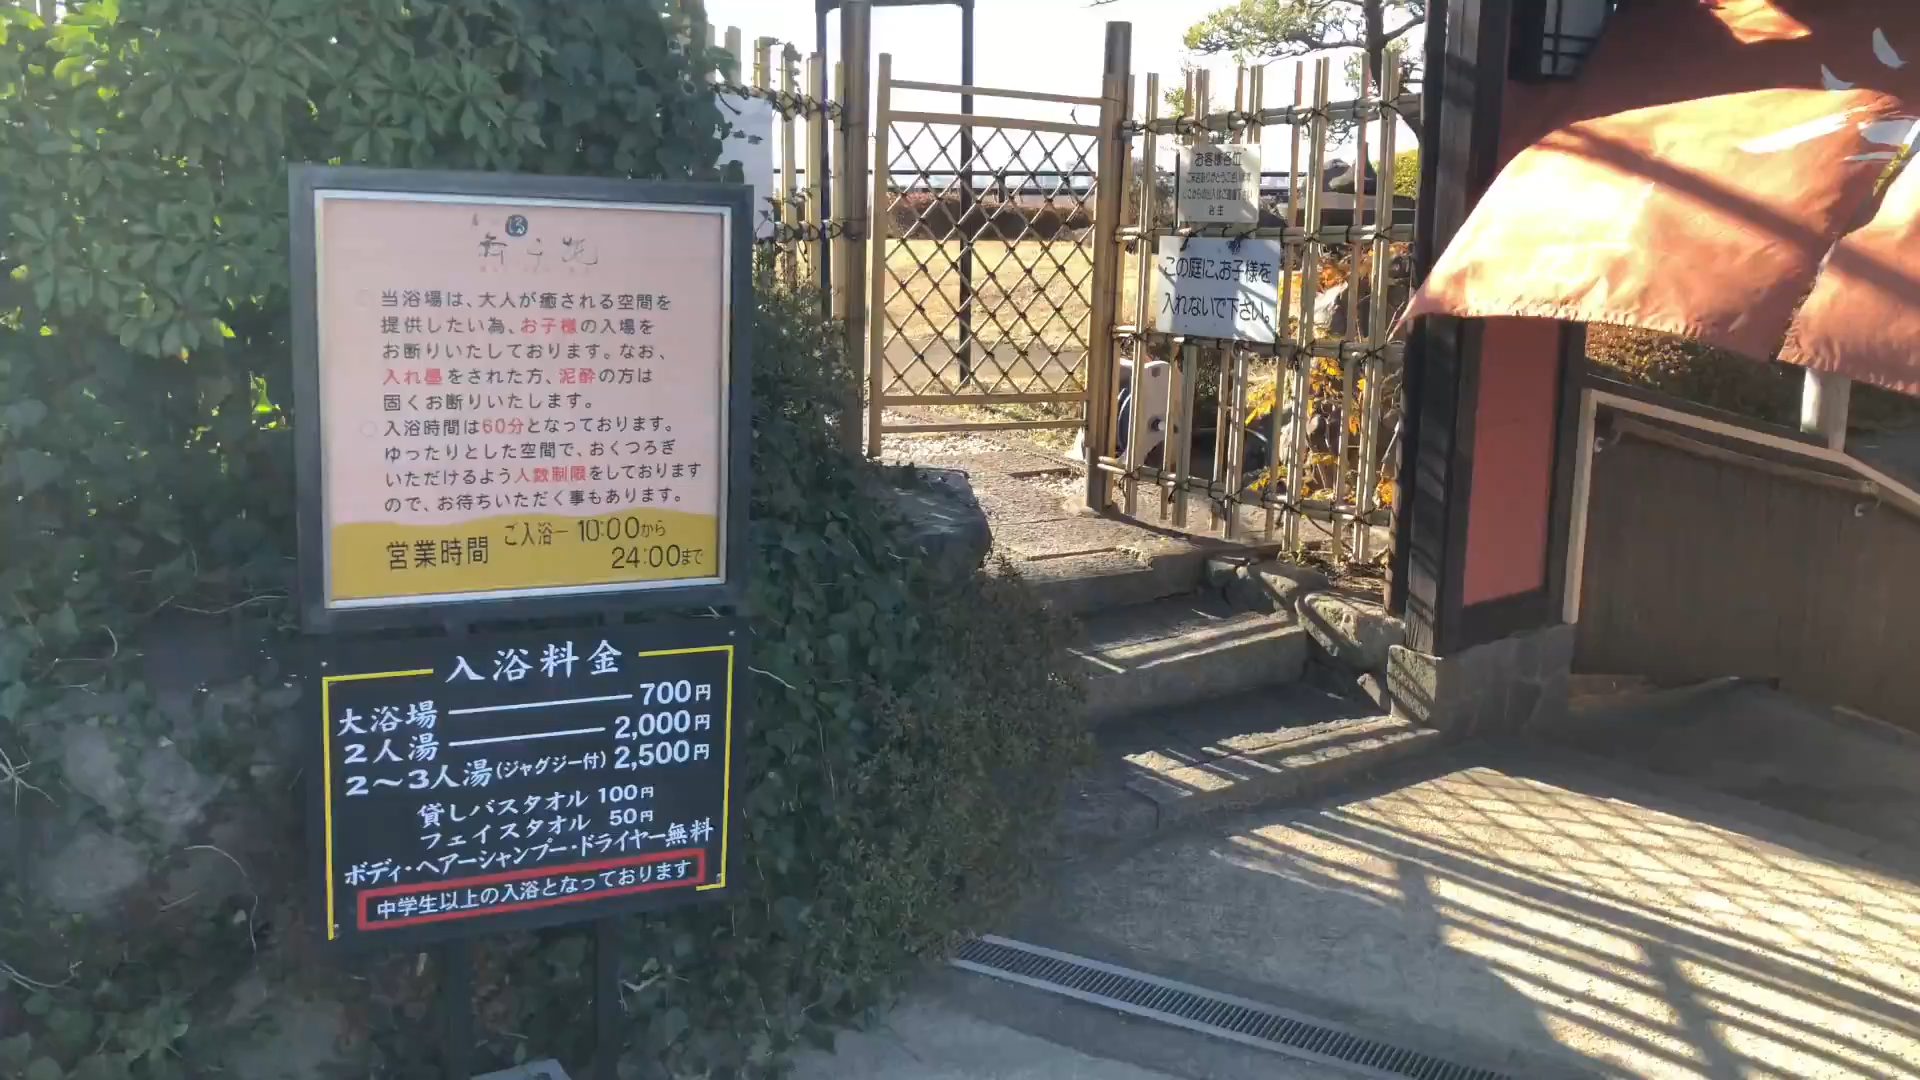 当浴場は、大人が癒される空間を
提供したい為、お子様の入場を
お断りいたしております。なお、
入れ墨をされた方、泥酔の方は
固くお断りいたします。
入浴時間は60分となっております。
ゆったりとした空間で、おくつろぎ
いただけるよう人数制限をしております
ので、お待ちいただく事もあります。
営業時間 ご入浴ー 10:00から
24:00まで
入浴料金
大浴場 700円
2人湯 2,000円
2〜3人湯(ジャグジー付) 2,500円
貸しバスタオル 100円
フェイスタオル 50円
ボディ・ヘアーシャンプー・ドライヤー無料
中学生以上の入浴となっております
お客様各位
この庭に、お子様を
入れないで下さい。